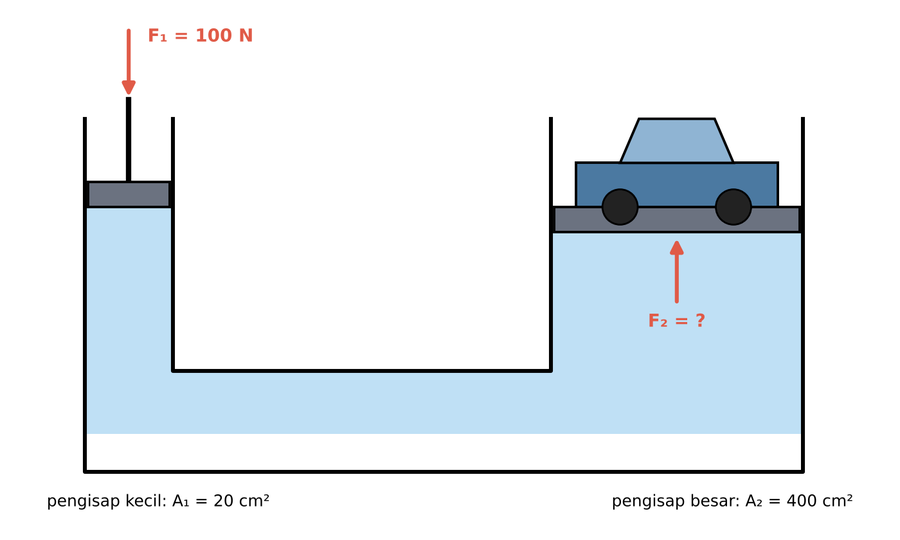 F₁ = 100 N
F₂ = ?
pengisap kecil: A₁ = 20 cm²
pengisap besar: A₂ = 400 cm²